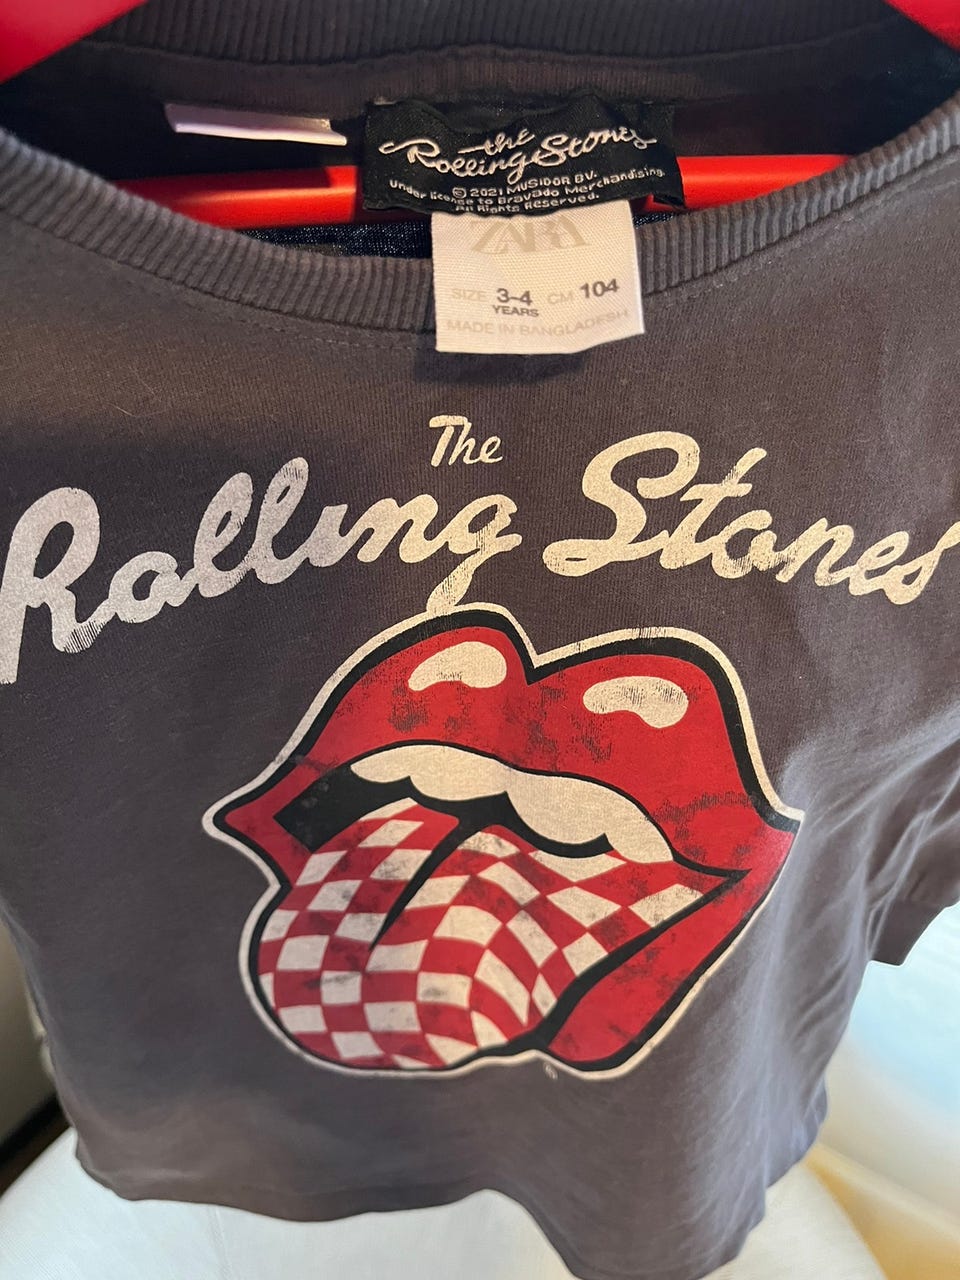 the
Rolling Stones
© 2021 MUSIDOR BV.
Under license to Bravado Merchandising.
All Rights Reserved.
ZARA
SIZE 3-4 CM 104
YEARS
MADE IN BANGLADESH
The
Rolling Stones